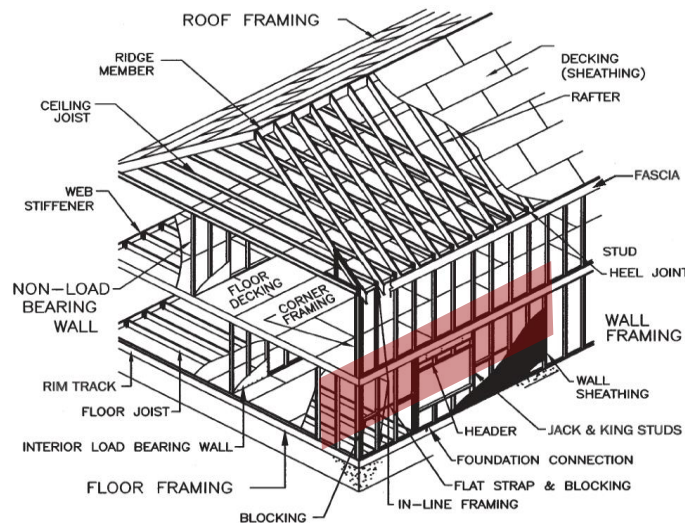 ROOF FRAMING
RIDGE
MEMBER
DECKING
(SHEATHING)
CEILING
JOIST
RAFTER
FASCIA
WEB
STIFFENER
STUD
HEEL JOINT
NON-LOAD
BEARING
WALL
FLOOR
DECKING
CORNER
FRAMING
WALL
FRAMING
RIM TRACK
WALL
SHEATHING
FLOOR JOIST
HEADER
JACK & KING STUDS
INTERIOR LOAD BEARING WALL
FOUNDATION CONNECTION
FLOOR FRAMING
FLAT STRAP & BLOCKING
IN-LINE FRAMING
BLOCKING